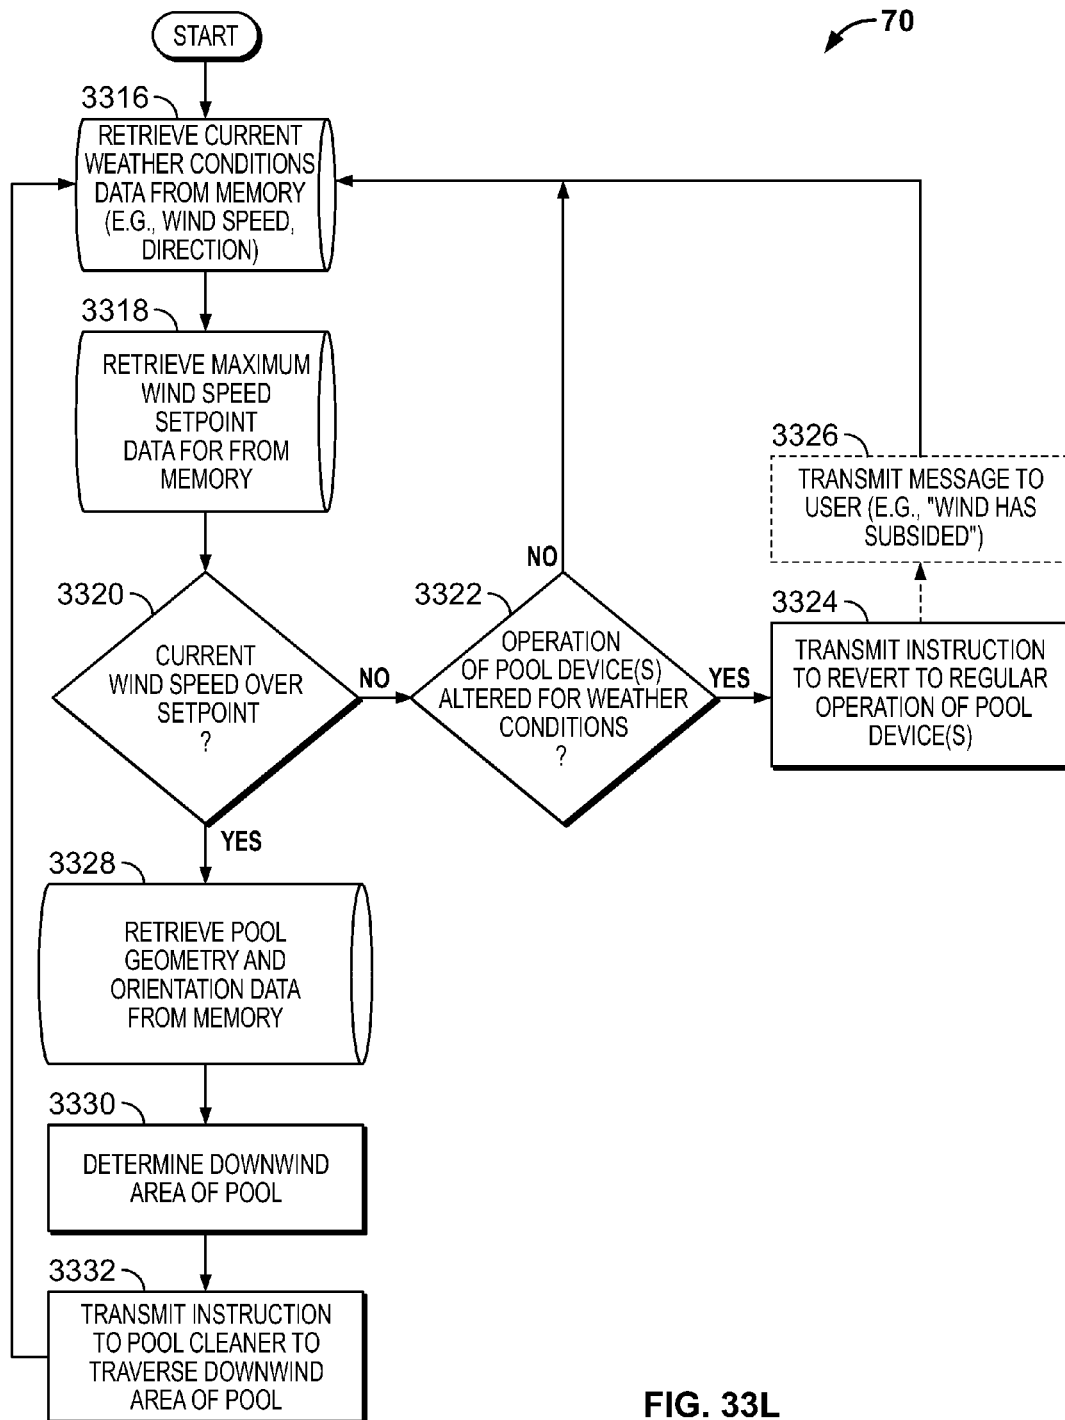 START
70
3316
RETRIEVE CURRENT
WEATHER CONDITIONS
DATA FROM MEMORY
(E.G., WIND SPEED,
DIRECTION)
3318
RETRIEVE MAXIMUM
WIND SPEED
SETPOINT
DATA FOR FROM
MEMORY
3320
CURRENT
WIND SPEED OVER
SETPOINT
?
NO
YES
3322
OPERATION
OF POOL DEVICE(S)
ALTERED FOR WEATHER
CONDITIONS
?
NO
YES
3326
TRANSMIT MESSAGE TO
USER (E.G., "WIND HAS
SUBSIDED")
3324
TRANSMIT INSTRUCTION
TO REVERT TO REGULAR
OPERATION OF POOL
DEVICE(S)
3328
RETRIEVE POOL
GEOMETRY AND
ORIENTATION DATA
FROM MEMORY
3330
DETERMINE DOWNWIND
AREA OF POOL
3332
TRANSMIT INSTRUCTION
TO POOL CLEANER TO
TRAVERSE DOWNWIND
AREA OF POOL
FIG. 33L